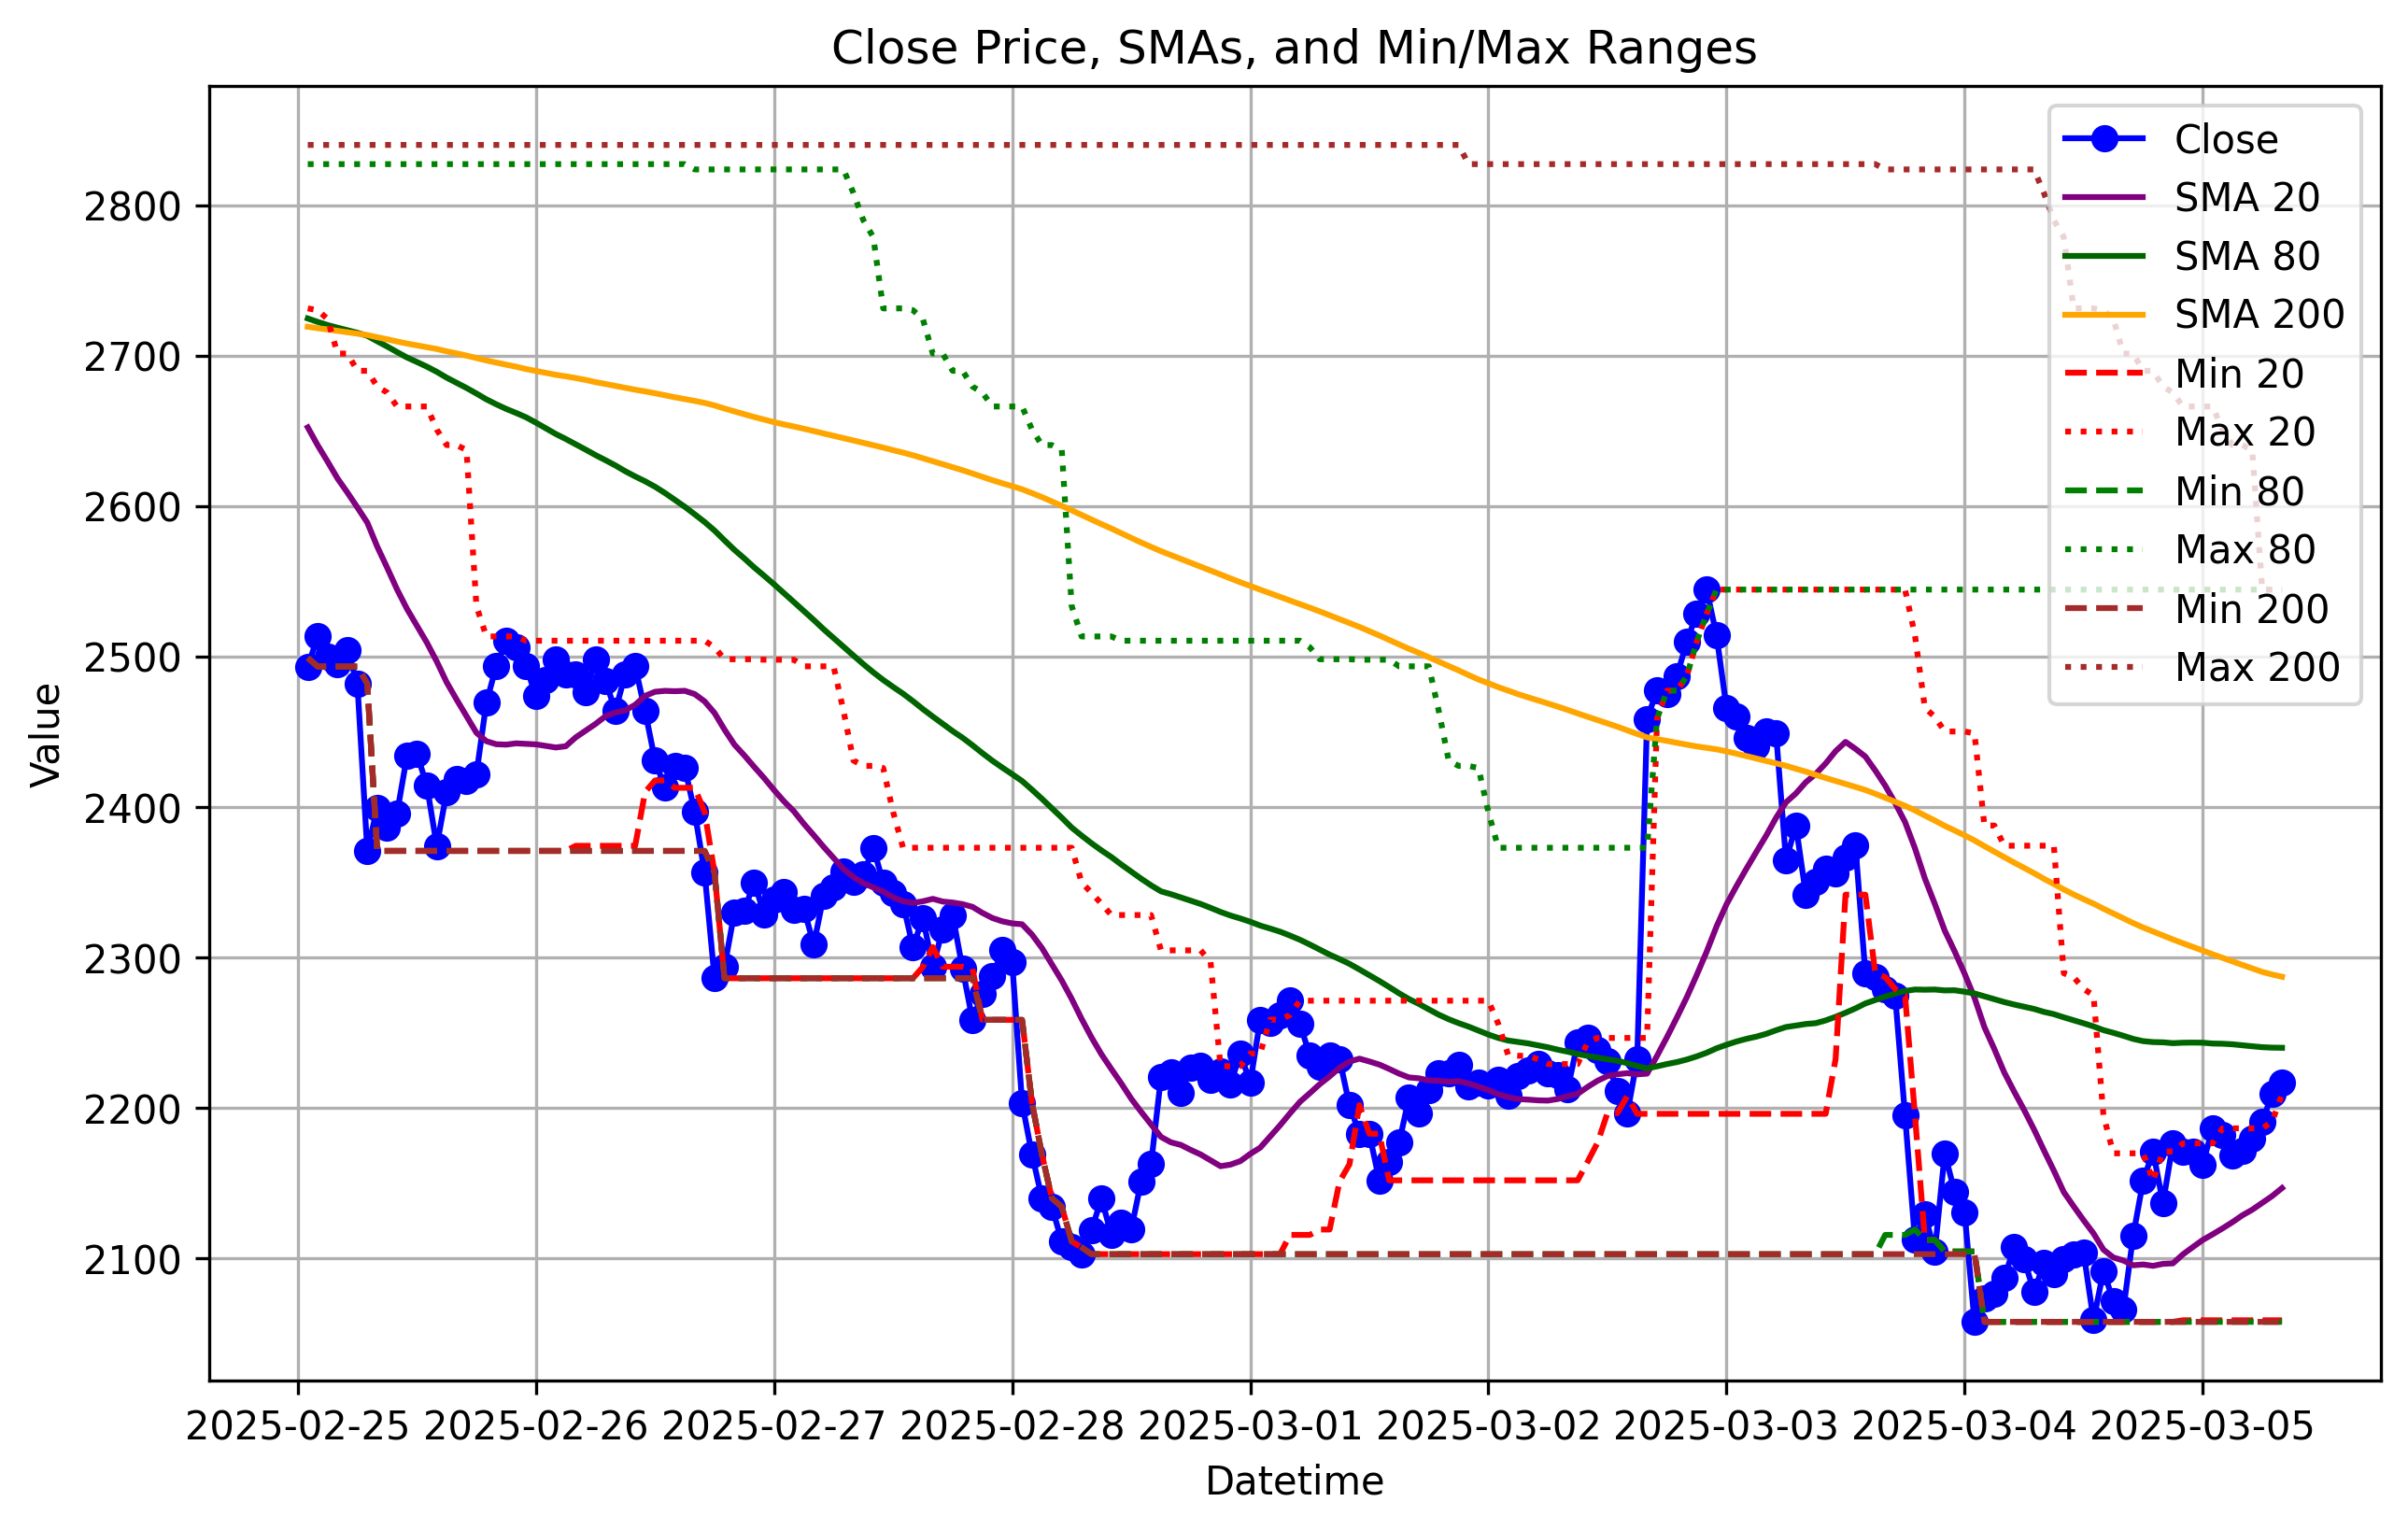 Close Price, SMAs, and Min/Max Ranges
Value
2800
2700
2600
2500
2400
2300
2200
2100
Close
SMA 20
SMA 80
SMA 200
Min 20
Max 20
Min 80
Max 80
Min 200
Max 200
2025-02-25 2025-02-26 2025-02-27 2025-02-28 2025-03-01 2025-03-02 2025-03-03 2025-03-04 2025-03-05
Datetime